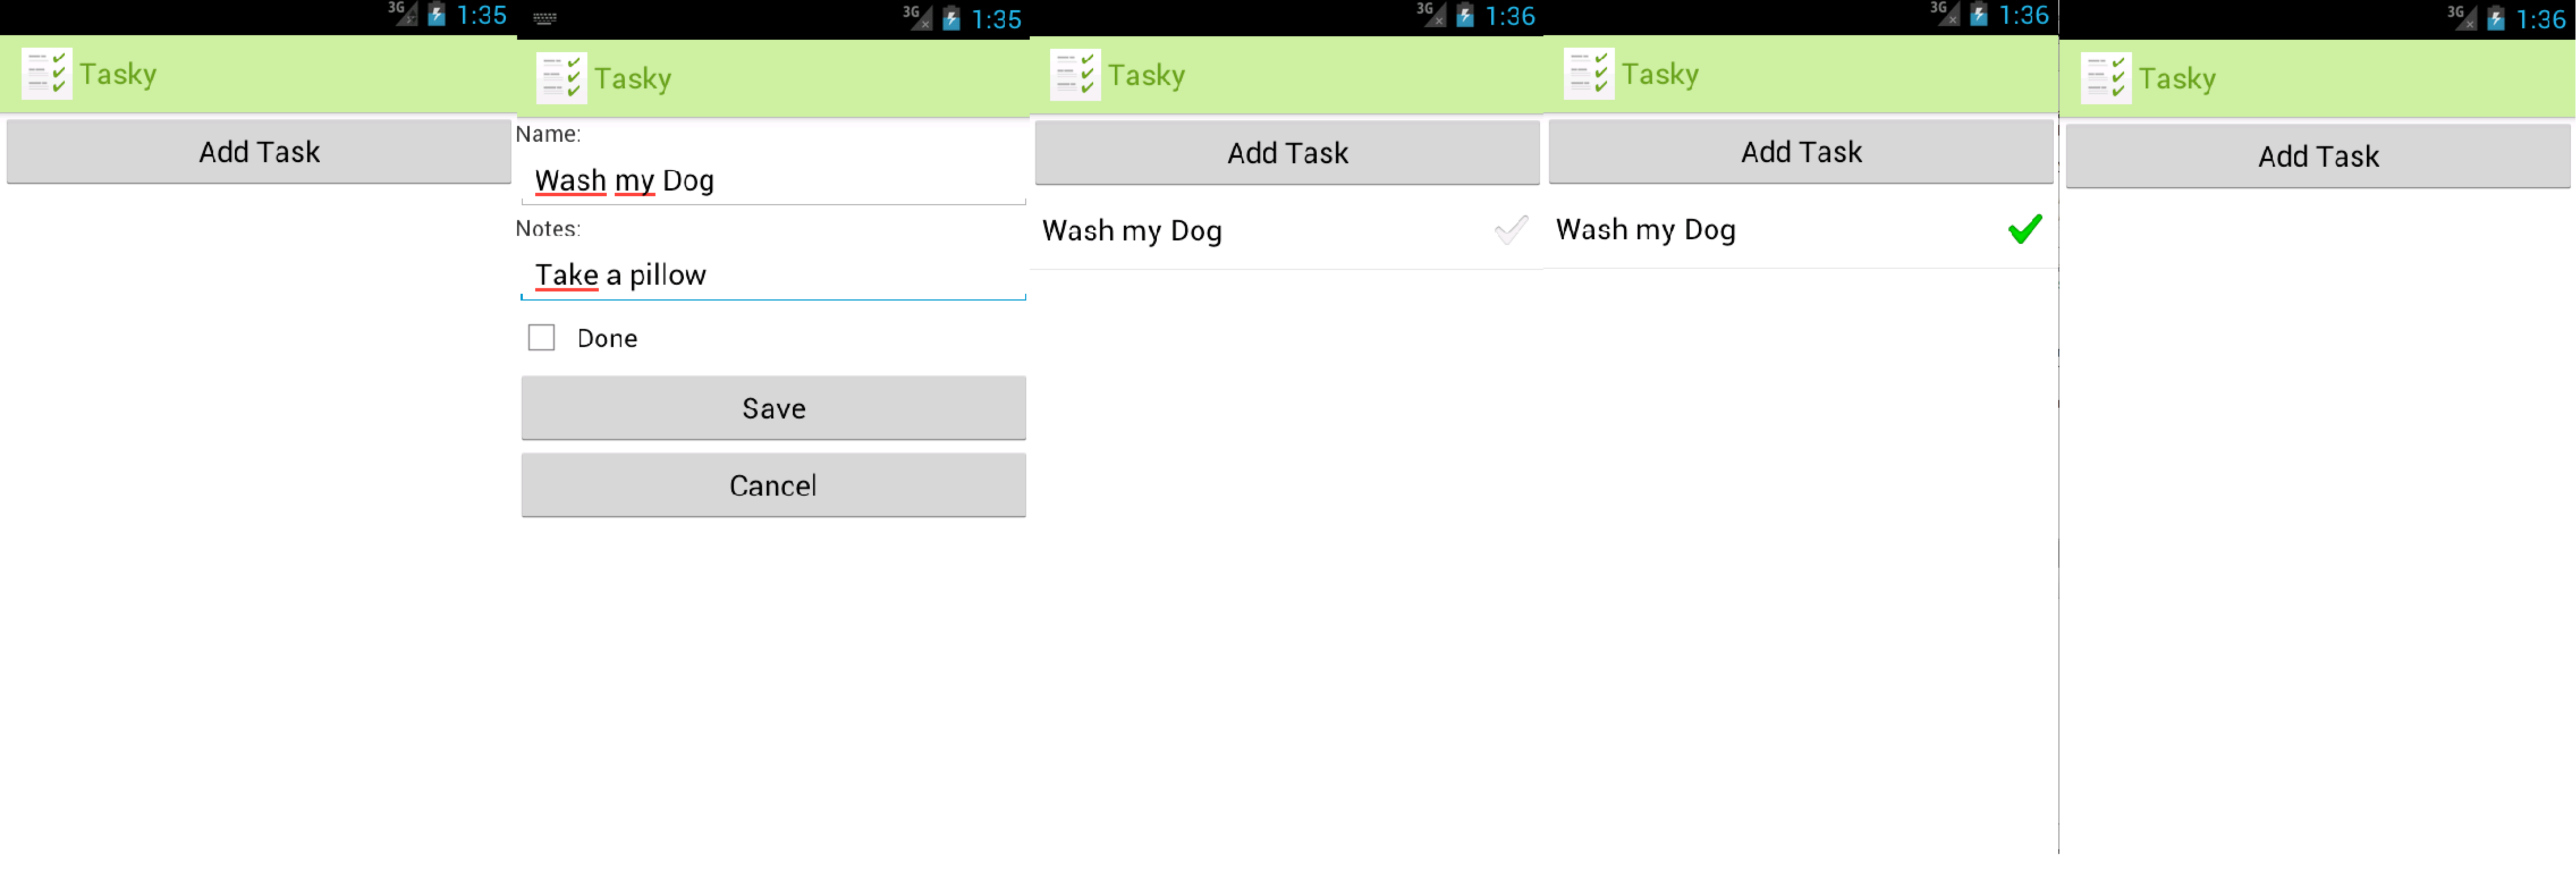 3G 1:35
Tasky
Add Task
3G 1:35
Tasky
Name:
Wash my Dog
Notes:
Take a pillow
Done
Save
Cancel
3G 1:36
Tasky
Add Task
Wash my Dog
3G 1:36
Tasky
Add Task
Wash my Dog
3G 1:36
Tasky
Add Task